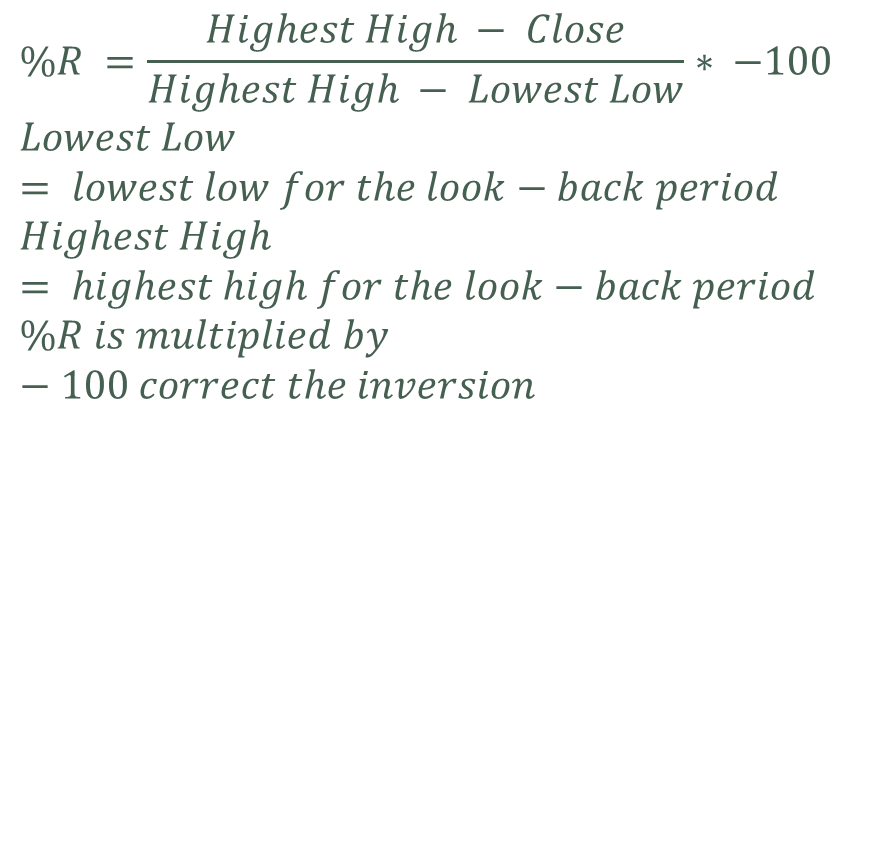 %R = (Highest High − Close) / (Highest High − Lowest Low) * −100
Lowest Low
= lowest low for the look − back period
Highest High
= highest high for the look − back period
%R is multiplied by
− 100 correct the inversion